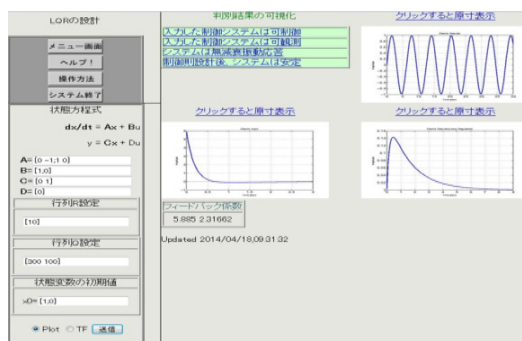 LQRの設計
メニュー画面
ヘルプ!
操作方法
システム終了
状態方程式
dx/dt = Ax + Bu
y = Cx + Du
A= [0 -1;1 0]
B= [1;0]
C= [0 1]
D= [0]
行列R設定
[10]
行列Q設定
[300 100]
状態変数の初期値
x0= [1;0]
Plot TF 送信
判別結果の可視化
入力した制御システムは可制御
入力した制御システムは可観測
システムは無減衰振動応答
制御則設計後、システムは安定
クリックすると原寸表示
クリックすると原寸表示
クリックすると原寸表示
フィードバック係数
5.885 2.31662
Updated 2014/04/18,09:31:32